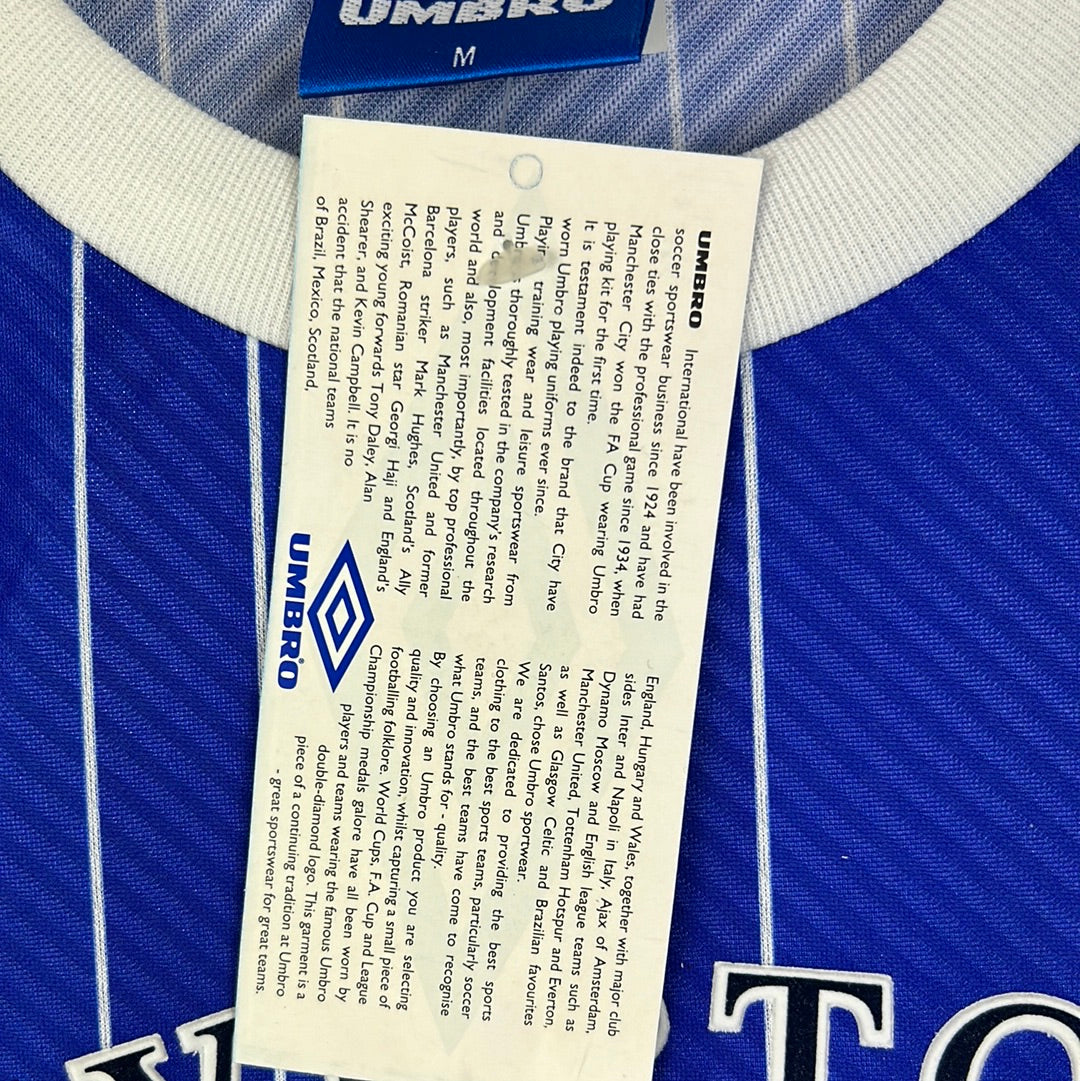 UMBRO
M
UMBRO International have been involved in the
soccer sportswear business since 1924 and have had
close ties with the professional game since 1934, when
Manchester City won the FA Cup wearing Umbro
playing kit for the first time.
It is testament indeed to the brand that City have
worn Umbro playing uniforms ever since.
training wear and leisure sportswear from
thoroughly tested in the company's research
and facilities located throughout the
world and also, most importantly, by top professional
players, such as Manchester United and former
Barcelona striker Mark Hughes, Scotland's Ally
McCoist, Romanian star Georgi Haji and England's
exciting young forwards Tony Daley, Alan
Shearer, and Kevin Campbell. It is no
accident that the national teams
of Brazil, Mexico, Scotland,
UMBRO®
England, Hungary and Wales, together with major club
sides Inter and Napoli in Italy, Ajax of Amsterdam,
Dynamo Moscow and English league teams such as
Manchester United, Tottenham Hotspur and Everton,
as well as Glasgow Celtic and Brazilian favourites
Santos, chose Umbro sportswear.
We are dedicated to providing the best sports
clothing to the best sports teams, particularly soccer
teams, and the best teams have come to recognise
what Umbro stands for - quality.
By choosing an Umbro product you are selecting
quality and innovation, whilst capturing a small piece of
footballing folklore. World Cups, F.A. Cup and League
Championship medals galore have all been worn by
players and teams wearing the famous Umbro
double-diamond logo. This garment is a
piece of a continuing tradition at Umbro
- great sportswear for great teams.
TO